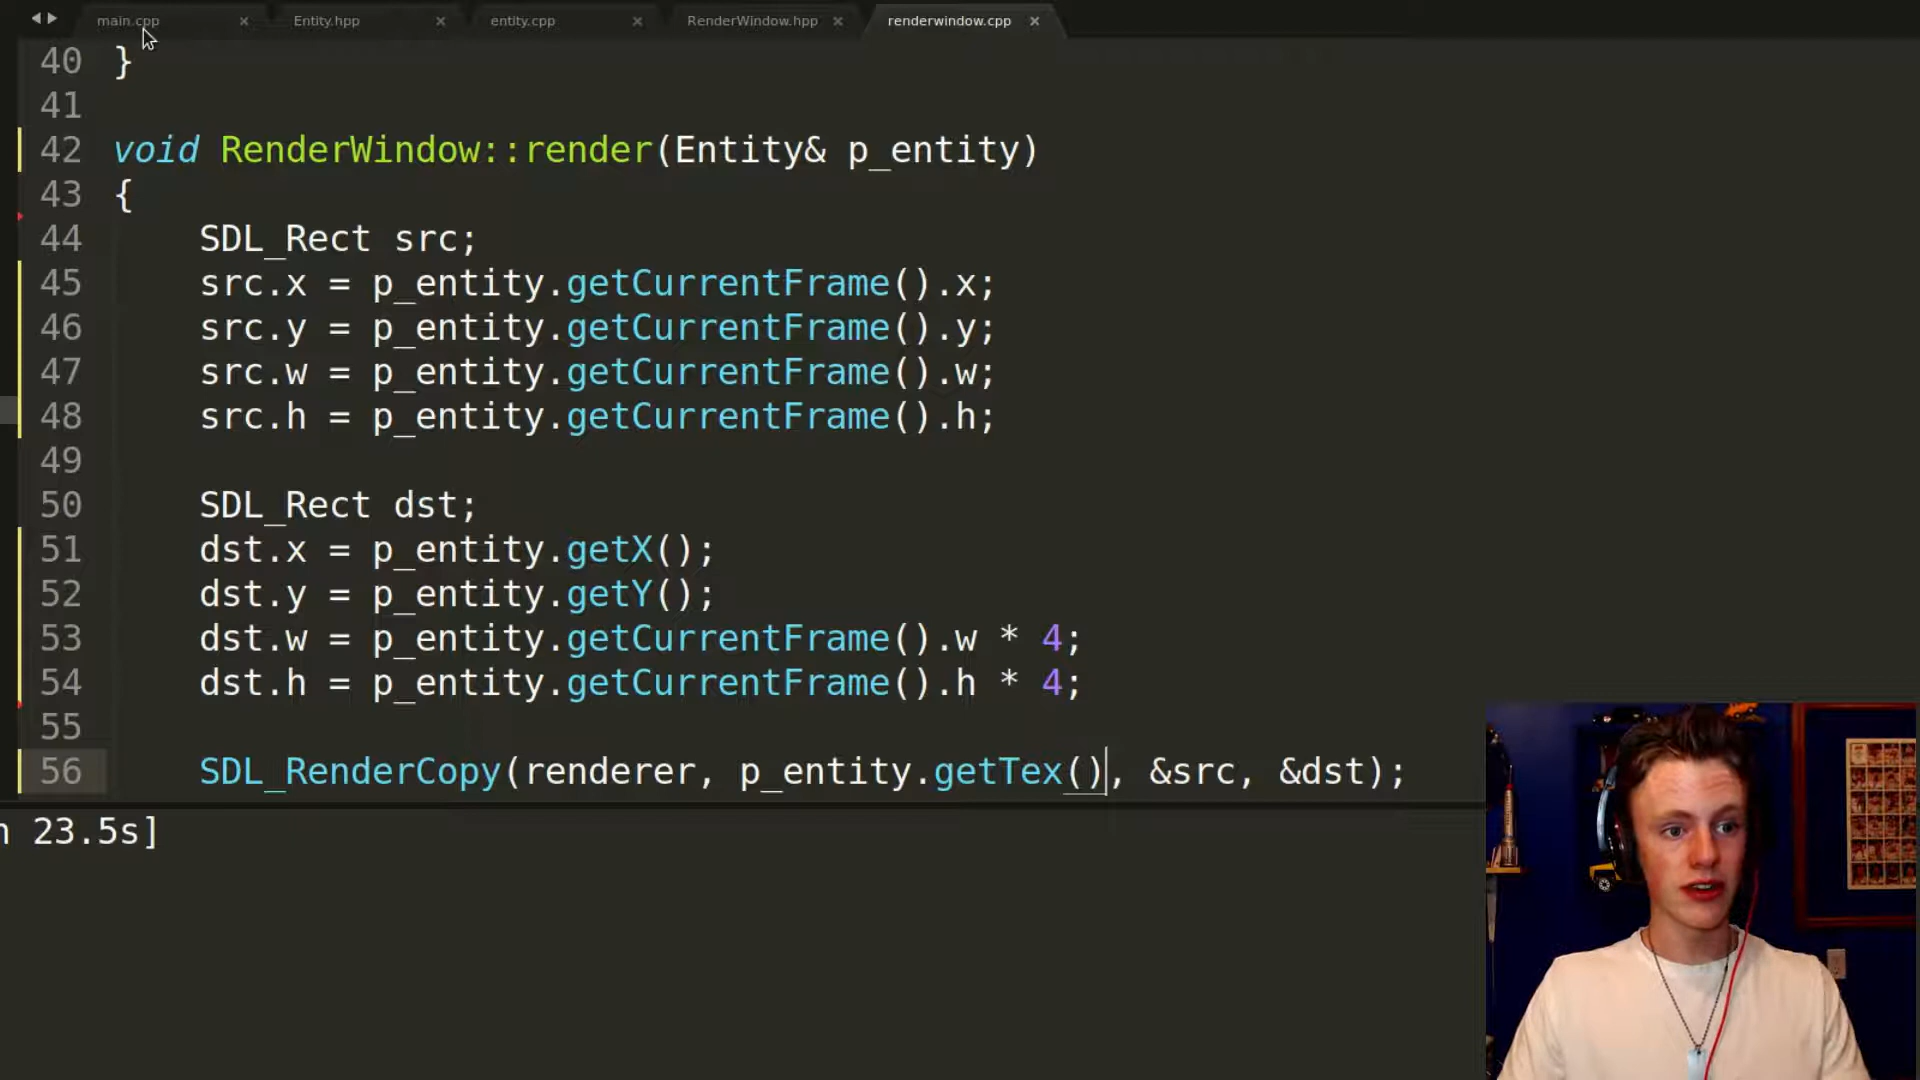 main.cpp × Entity.hpp × entity.cpp × RenderWindow.hpp × renderwindow.cpp ×
40 }
41
42 void RenderWindow::render(Entity& p_entity)
43 {
44 SDL_Rect src;
45 src.x = p_entity.getCurrentFrame().x;
46 src.y = p_entity.getCurrentFrame().y;
47 src.w = p_entity.getCurrentFrame().w;
48 src.h = p_entity.getCurrentFrame().h;
49
50 SDL_Rect dst;
51 dst.x = p_entity.getX();
52 dst.y = p_entity.getY();
53 dst.w = p_entity.getCurrentFrame().w * 4;
54 dst.h = p_entity.getCurrentFrame().h * 4;
55
56 SDL_RenderCopy(renderer, p_entity.getTex(), &src, &dst);
n 23.5s]